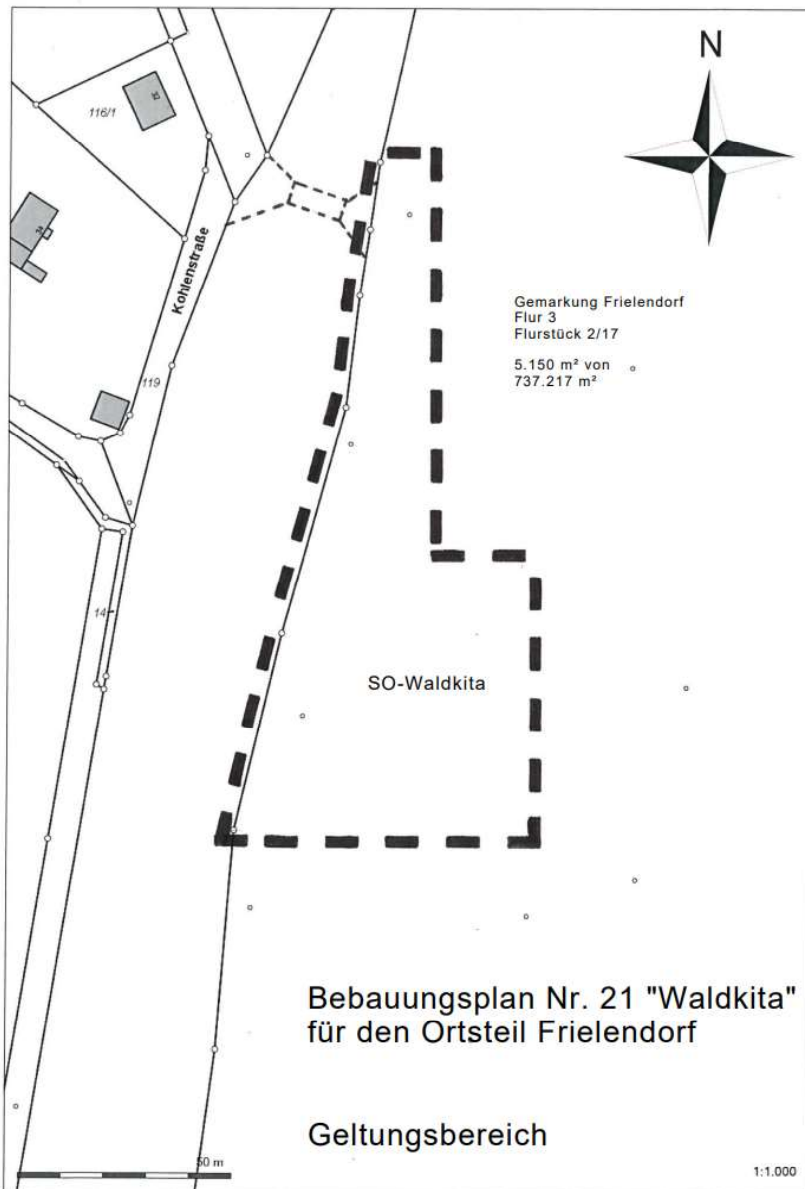 N
116/1
Kohlenstraße
Gemarkung Frielendorf
Flur 3
Flurstück 2/17
5.150 m² von
737.217 m²
119
14
SO-Waldkita
Bebauungsplan Nr. 21 "Waldkita"
für den Ortsteil Frielendorf
Geltungsbereich
50 m
1:1.000